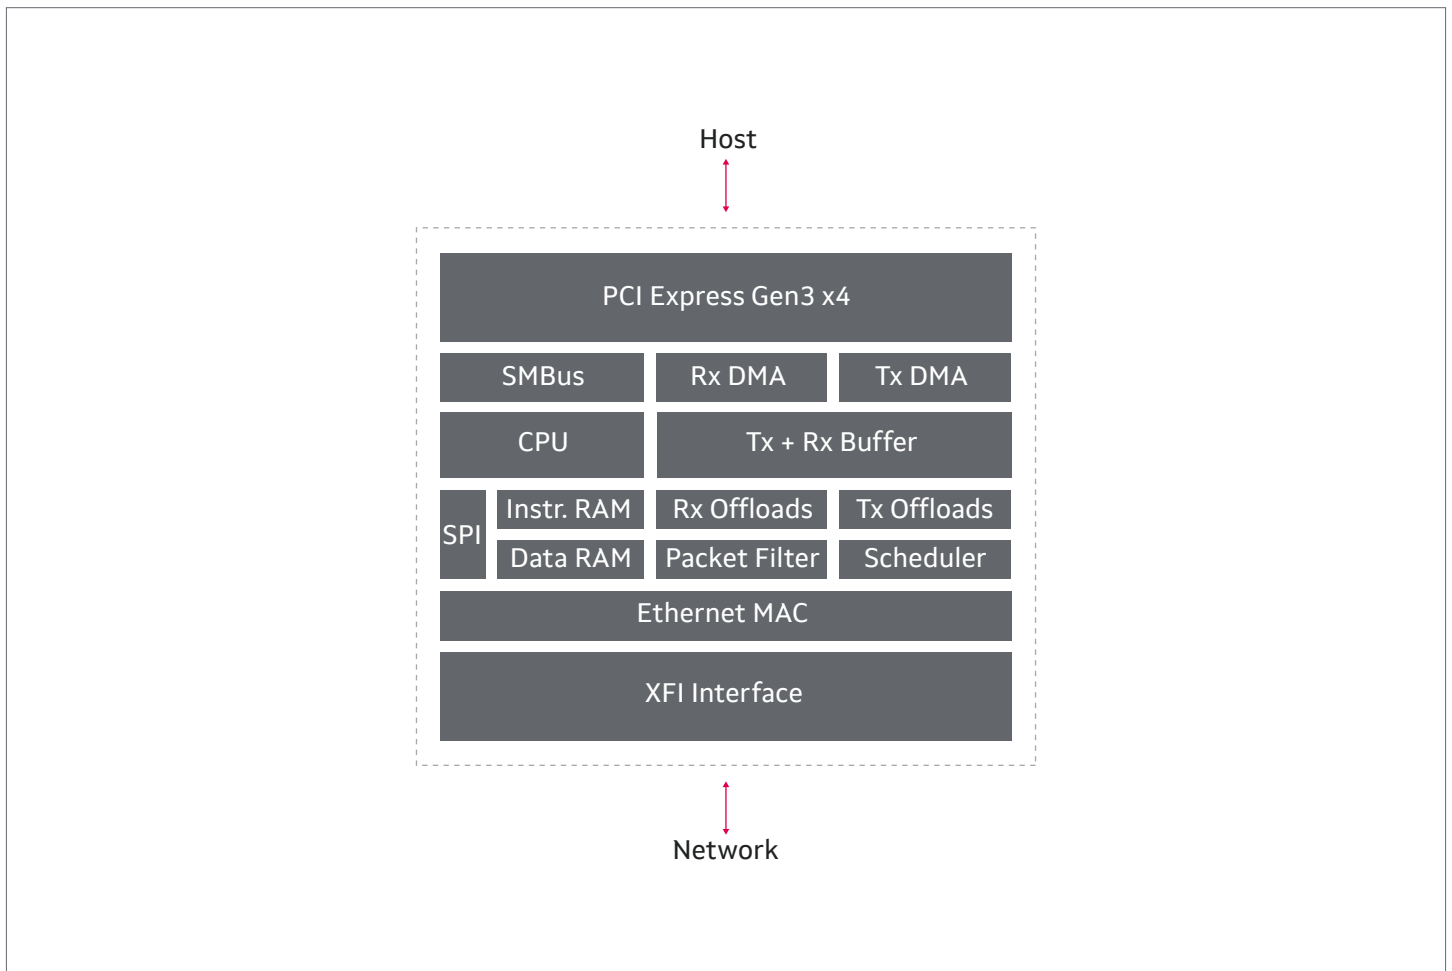 Host
PCI Express Gen3 x4
SMBus
Rx DMA
Tx DMA
CPU
Tx + Rx Buffer
SPI
Instr. RAM
Rx Offloads
Tx Offloads
Data RAM
Packet Filter
Scheduler
Ethernet MAC
XFI Interface
Network